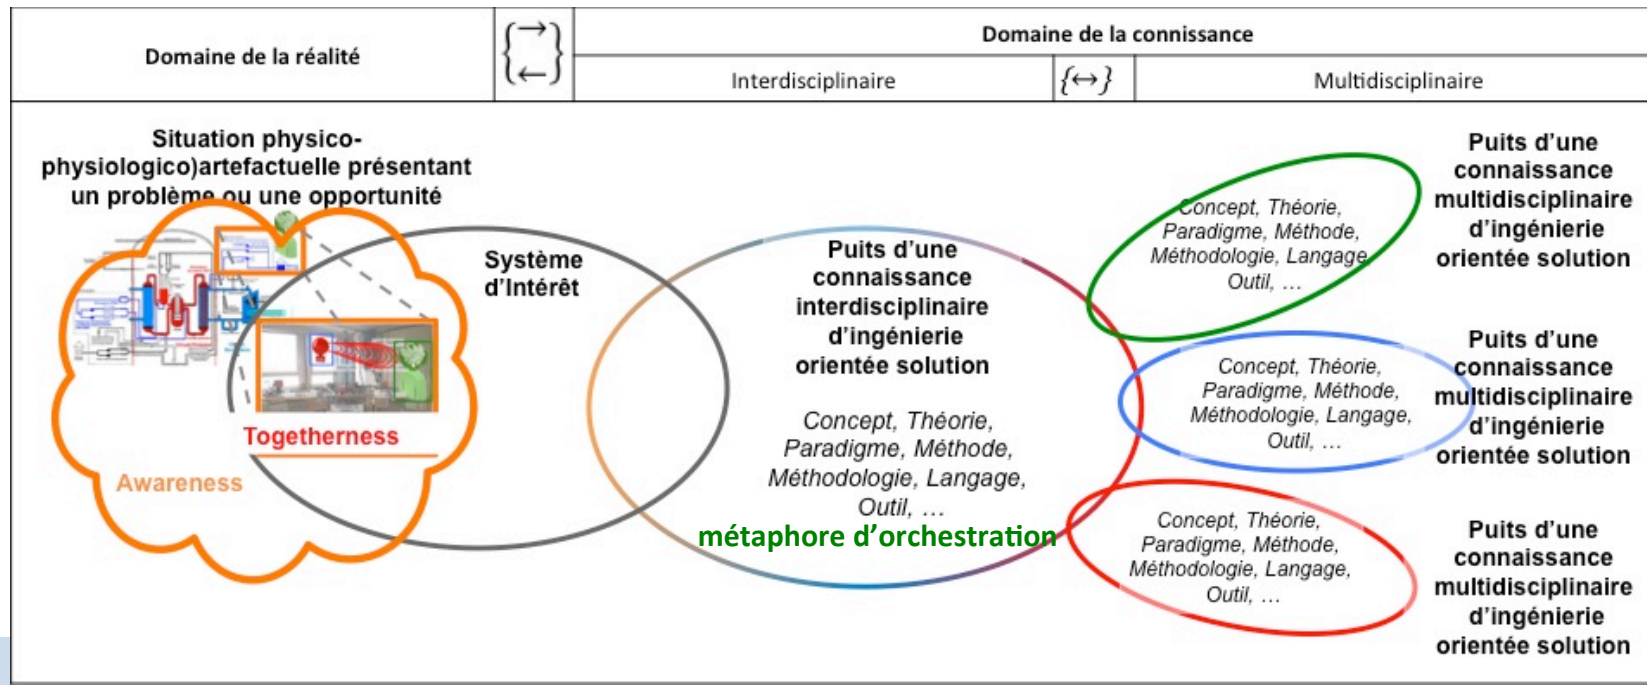 Domaine de la réalité
{→
←}
Domaine de la connissance
Interdisciplinaire
{↔}
Multidisciplinaire
Situation physico-
physiologico)artefactuelle présentant
un problème ou une opportunité
Togetherness
Awareness
Système
d'Intérêt
Puits d'une
connaissance
interdisciplinaire
d'ingénierie
orientée solution
Concept, Théorie,
Paradigme, Méthode,
Méthodologie, Langage,
Outil, …
métaphore d'orchestration
Concept, Théorie,
Paradigme, Méthode,
Méthodologie, Langage
Outil, …
Puits d'une
connaissance
multidisciplinaire
d'ingénierie
orientée solution
Concept, Théorie,
Paradigme, Méthode,
Méthodologie, Langage,
Outil, …
Puits d'une
connaissance
multidisciplinaire
d'ingénierie
orientée solution
Concept, Théorie,
Paradigme, Méthode,
Méthodologie, Langage,
Outil, …
Puits d'une
connaissance
multidisciplinaire
d'ingénierie
orientée solution